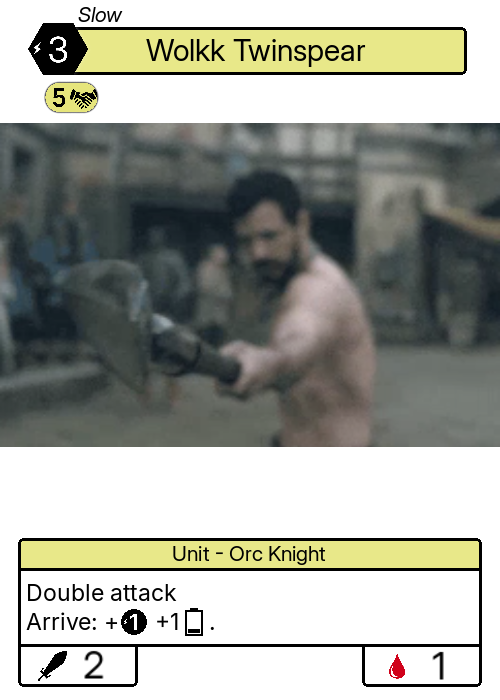 Slow
3 Wolkk Twinspear
5
Unit - Orc Knight
Double attack
Arrive: +1 +1 .
2 1